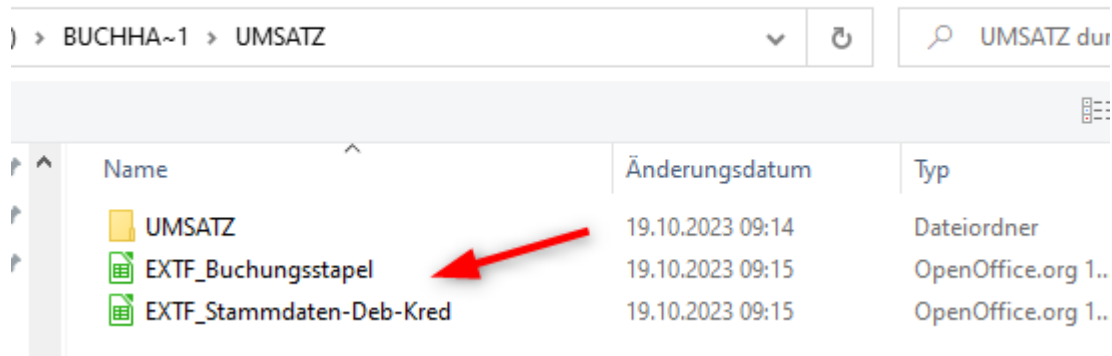 ) > BUCHHA~1 > UMSATZ
UMSATZ dur
Name Änderungsdatum Typ
UMSATZ 19.10.2023 09:14 Dateiordner
EXTF_Buchungsstapel 19.10.2023 09:15 OpenOffice.org 1...
EXTF_Stammdaten-Deb-Kred 19.10.2023 09:15 OpenOffice.org 1...